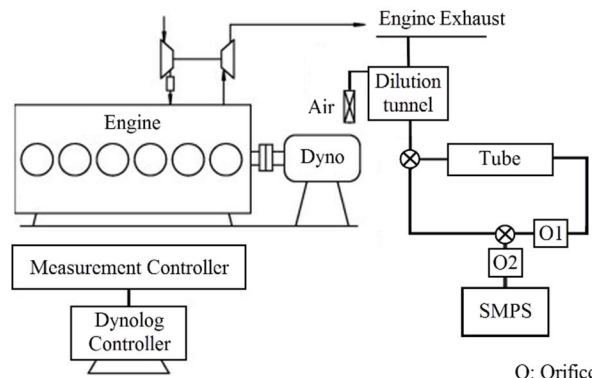 Engine Exhaust
Dilution
tunnel
Air
Engine
Dyno
Tube
O1
O2
SMPS
Measurement Controller
Dynolog
Controller
O: Orifice